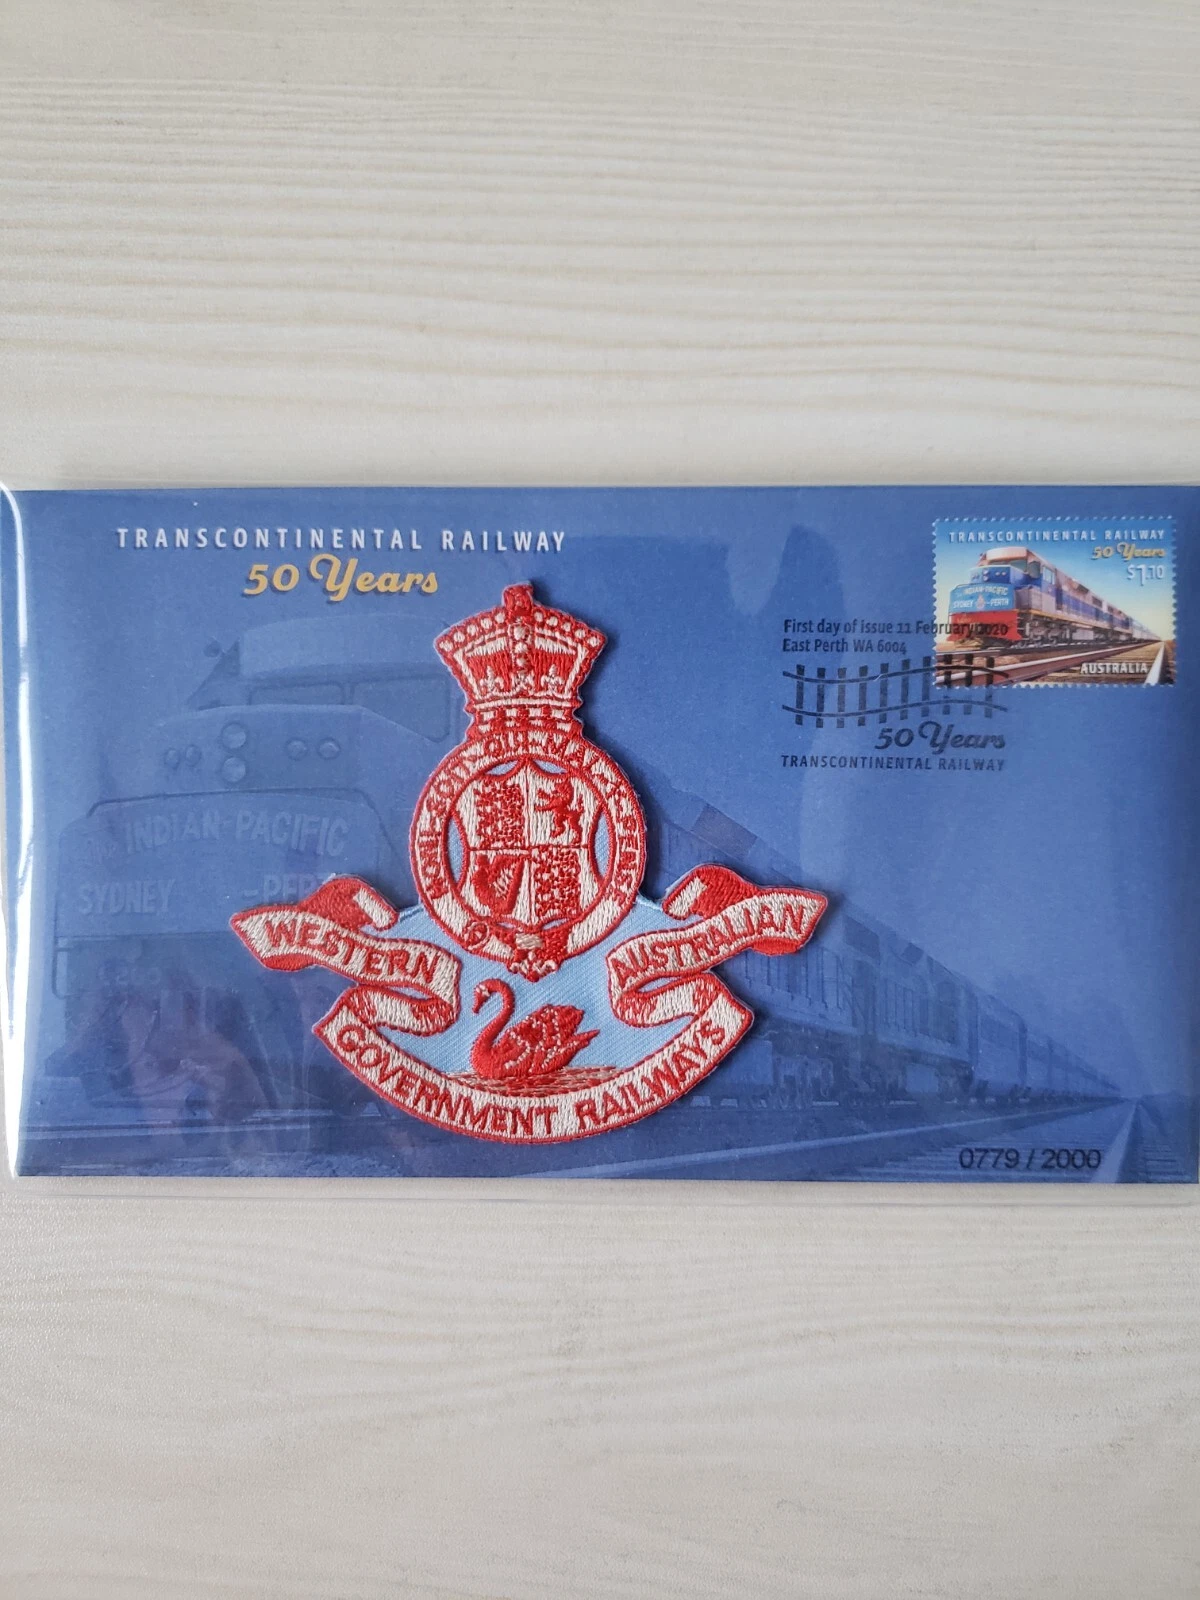 TRANSCONTINENTAL RAILWAY
50 Years
TRANSCONTINENTAL RAILWAY
50 Years
$1.10
INDIAN-PACIFIC
SYDNEY - PERTH
AUSTRALIA
First day of issue 11 February 2020
East Perth WA 6004
50 Years
TRANSCONTINENTAL RAILWAY
INDIAN-PACIFIC
SYDNEY -PERT
HONI SOIT QUI MAL Y PENSE
WESTERN
AUSTRALIAN
GOVERNMENT RAILWAYS
0779 / 2000